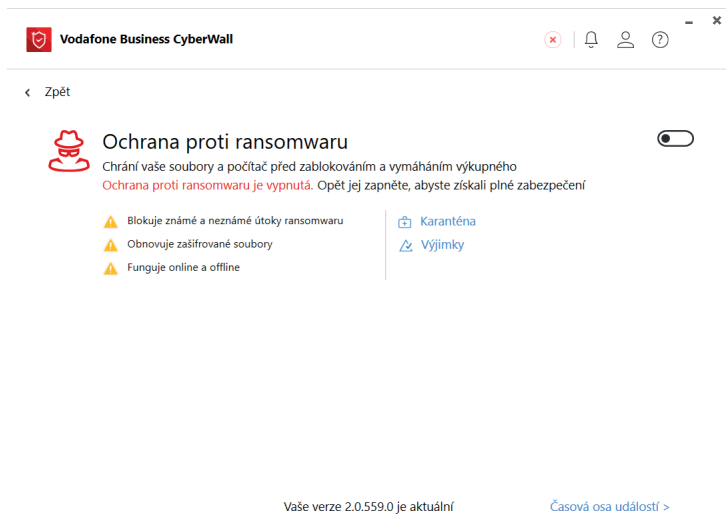 Vodafone Business CyberWall
Zpět
Ochrana proti ransomwaru
Chrání vaše soubory a počítač před zablokováním a vymáháním výkupného
Ochrana proti ransomwaru je vypnutá. Opět jej zapněte, abyste získali plné zabezpečení
Blokuje známé a neznámé útoky ransomwaru
Obnovuje zašifrované soubory
Funguje online a offline
Karanténa
Výjimky
Vaše verze 2.0.559.0 je aktuální
Časová osa událostí >